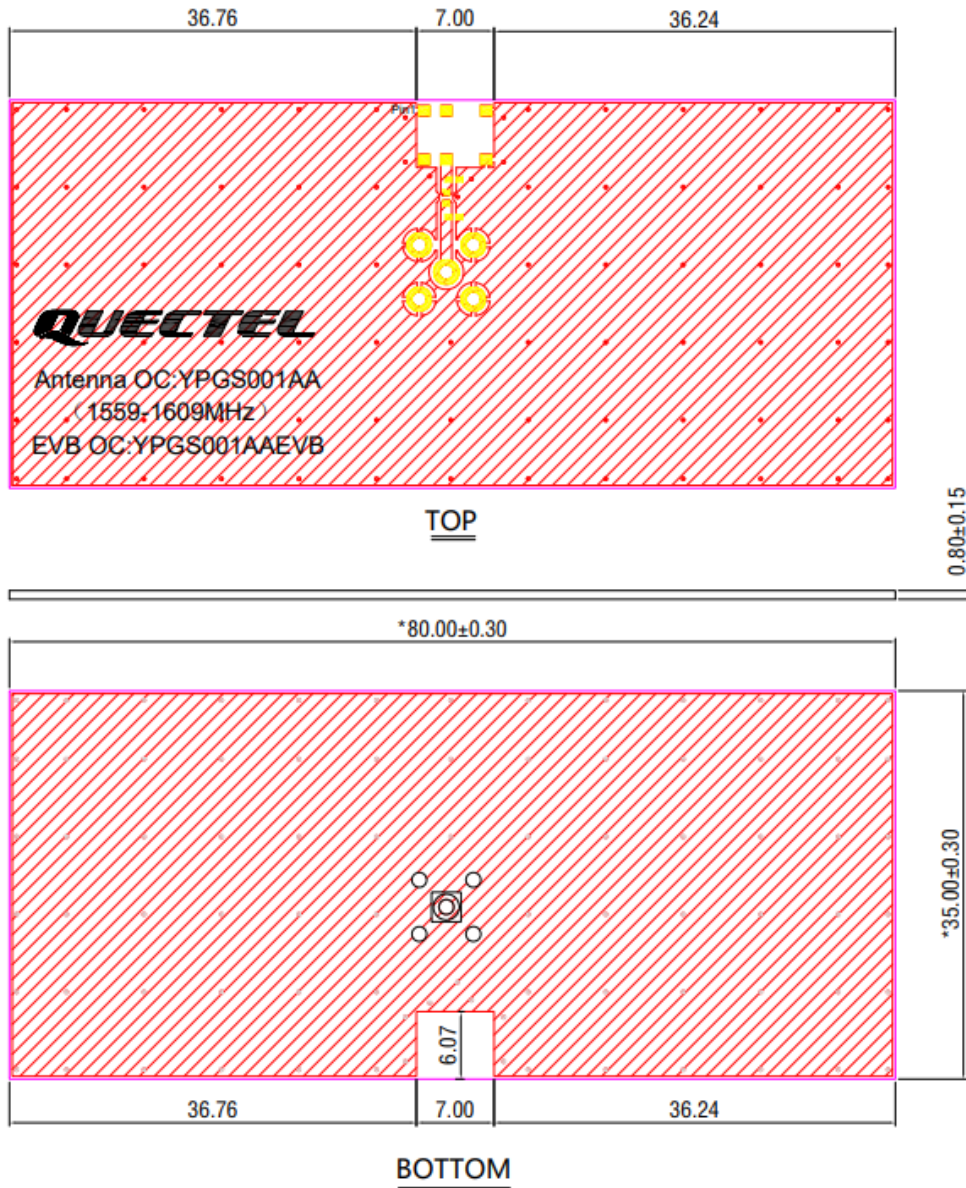 36.76 7.00 36.24
Pin1
QUECTEL
Antenna OC:YPGS001AA
（1559-1609MHz）
EVB OC:YPGS001AAEVB
TOP
0.80±0.15
*80.00±0.30
*35.00±0.30
6.07
36.76 7.00 36.24
BOTTOM